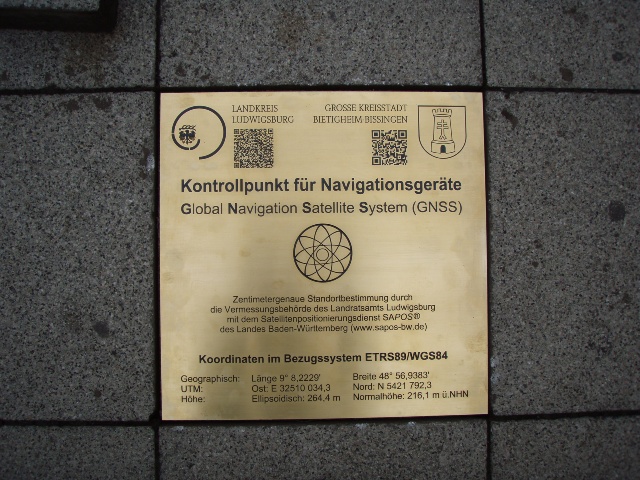 LANDKREIS
LUDWIGSBURG
GROSSE KREISSTADT
BIETIGHEIM BISSINGEN
Kontrollpunkt für Navigationsgeräte
Global Navigation Satellite System (GNSS)
Zentimetergenaue Standortbestimmung durch
die Vermessungsbehörde des Landratsamts Ludwigsburg
mit dem Satellitenpositionierungsdienst SAPOS®
des Landes Baden-Württemberg (www.sapos-bw.de)
Koordinaten im Bezugssystem ETRS89/WGS84
Geographisch: Länge 9° 8,2229' Breite 48° 56,9383'
UTM: Ost: E 32510 034,3 Nord: N 5421 792,3
Höhe: Ellipsoidisch: 264,4 m Normalhöhe: 216,1 m ü.NHN